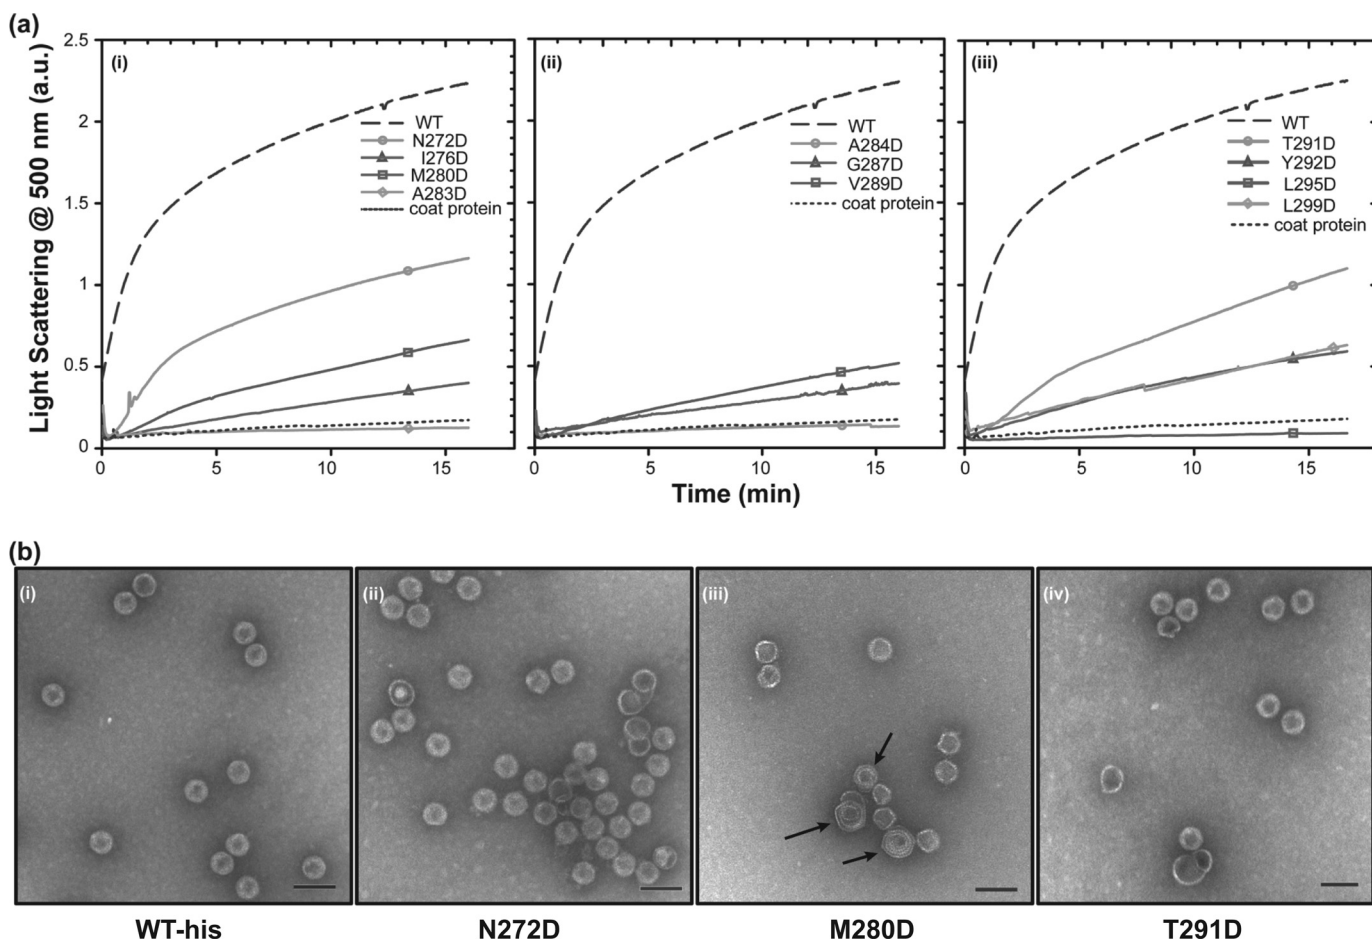 (a)
Light Scattering @ 500 nm (a.u.)
2.5
2
1.5
1
0.5
0
(i)
WT
N272D
I276D
M280D
A283D
coat protein
0
5
10
15
(ii)
WT
A284D
G287D
V289D
coat protein
0
5
10
15
(iii)
WT
T291D
Y292D
L295D
L299D
coat protein
0
5
10
15
Time (min)
(b)
(i)
(ii)
(iii)
(iv)
WT-his
N272D
M280D
T291D